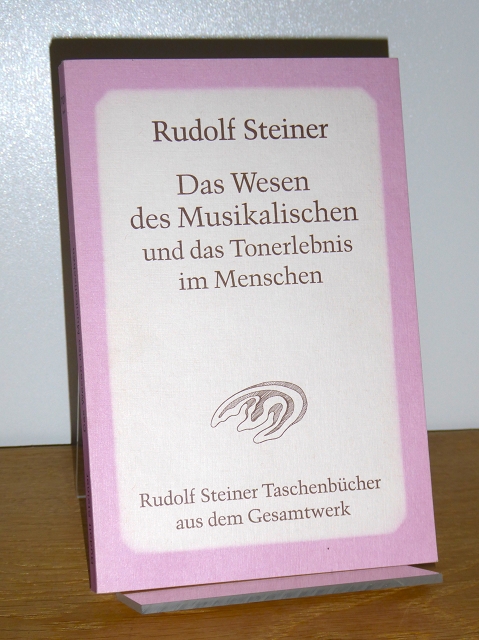 Rudolf Steiner
Das Wesen
des Musikalischen
und das Tonerlebnis
im Menschen
Rudolf Steiner Taschenbücher
aus dem Gesamtwerk